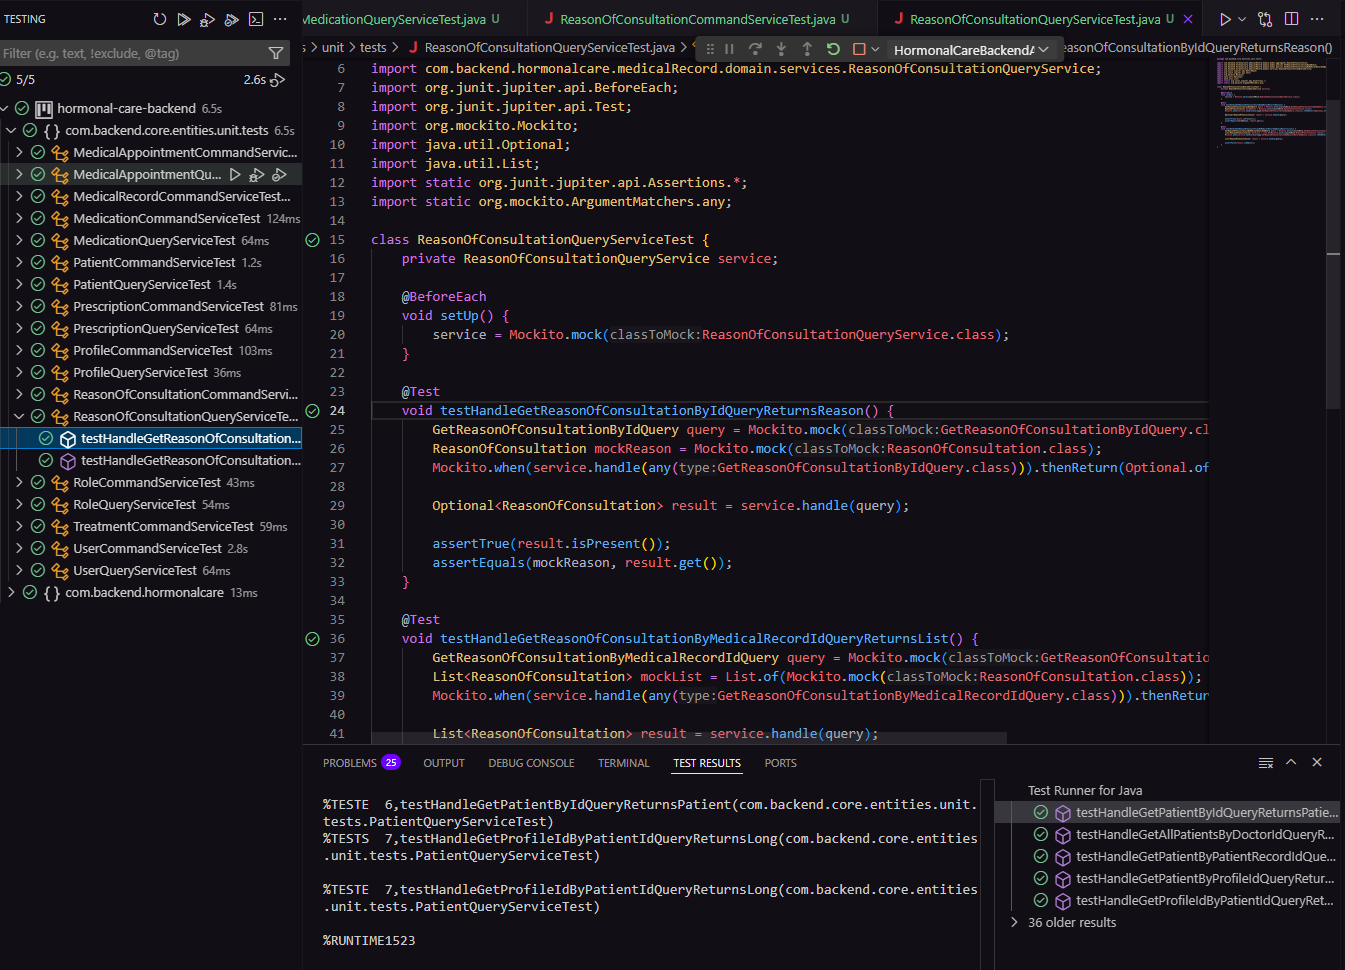 TESTING
MedicationQueryServiceTest.java U
ReasonOfConsultationCommandServiceTest.java U
ReasonOfConsultationQueryServiceTest.java U
Filter (e.g. text, !exclude, @tag)
s > unit > tests > ReasonOfConsultationQueryServiceTest.java >
HormonalCareBackendA
easonOfConsultationByIdQueryReturnsReason()
5/5
2.6s
hormonal-care-backend 6.5s
{ } com.backend.core.entities.unit.tests 6.5s
MedicalAppointmentCommandServic...
MedicalAppointmentQu...
MedicalRecordCommandServiceTest...
MedicationCommandServiceTest 124ms
MedicationQueryServiceTest 64ms
PatientCommandServiceTest 1.2s
PatientQueryServiceTest 1.4s
PrescriptionCommandServiceTest 81ms
PrescriptionQueryServiceTest 64ms
ProfileCommandServiceTest 103ms
ProfileQueryServiceTest 36ms
ReasonOfConsultationCommandServi...
ReasonOfConsultationQueryServiceTe...
testHandleGetReasonOfConsultation...
testHandleGetReasonOfConsultation...
RoleCommandServiceTest 43ms
RoleQueryServiceTest 54ms
TreatmentCommandServiceTest 59ms
UserCommandServiceTest 2.8s
UserQueryServiceTest 64ms
{ } com.backend.hormonalcare 13ms
6 import com.backend.hormonalcare.medicalRecord.domain.services.ReasonOfConsultationQueryService;
7 import org.junit.jupiter.api.BeforeEach;
8 import org.junit.jupiter.api.Test;
9 import org.mockito.Mockito;
10 import java.util.Optional;
11 import java.util.List;
12 import static org.junit.jupiter.api.Assertions.*;
13 import static org.mockito.ArgumentMatchers.any;
14
15 class ReasonOfConsultationQueryServiceTest {
16 private ReasonOfConsultationQueryService service;
17
18 @BeforeEach
19 void setUp() {
20 service = Mockito.mock(classToMock:ReasonOfConsultationQueryService.class);
21 }
22
23 @Test
24 void testHandleGetReasonOfConsultationByIdQueryReturnsReason() {
25 GetReasonOfConsultationByIdQuery query = Mockito.mock(classToMock:GetReasonOfConsultationByIdQuery.cl
26 ReasonOfConsultation mockReason = Mockito.mock(classToMock:ReasonOfConsultation.class);
27 Mockito.when(service.handle(any(type:GetReasonOfConsultationByIdQuery.class))).thenReturn(Optional.of
28
29 Optional<ReasonOfConsultation> result = service.handle(query);
30
31 assertTrue(result.isPresent());
32 assertEquals(mockReason, result.get());
33 }
34
35 @Test
36 void testHandleGetReasonOfConsultationByMedicalRecordIdQueryReturnsList() {
37 GetReasonOfConsultationByMedicalRecordIdQuery query = Mockito.mock(classToMock:GetReasonOfConsultatio
38 List<ReasonOfConsultation> mockList = List.of(Mockito.mock(classToMock:ReasonOfConsultation.class));
39 Mockito.when(service.handle(any(type:GetReasonOfConsultationByMedicalRecordIdQuery.class))).thenRetur
40
41 List<ReasonOfConsultation> result = service.handle(query);
PROBLEMS 25 OUTPUT DEBUG CONSOLE TERMINAL TEST RESULTS PORTS
%TESTE 6,testHandleGetPatientByIdQueryReturnsPatient(com.backend.core.entities.unit.
tests.PatientQueryServiceTest)
%TESTS 7,testHandleGetProfileIdByPatientIdQueryReturnsLong(com.backend.core.entities
.unit.tests.PatientQueryServiceTest)
%TESTE 7,testHandleGetProfileIdByPatientIdQueryReturnsLong(com.backend.core.entities
.unit.tests.PatientQueryServiceTest)
%RUNTIME1523
Test Runner for Java
testHandleGetPatientByIdQueryReturnsPatie...
testHandleGetAllPatientsByDoctorIdQueryR...
testHandleGetPatientByPatientRecordIdQue...
testHandleGetPatientByProfileIdQueryRetur...
testHandleGetProfileIdByPatientIdQueryRet...
36 older results